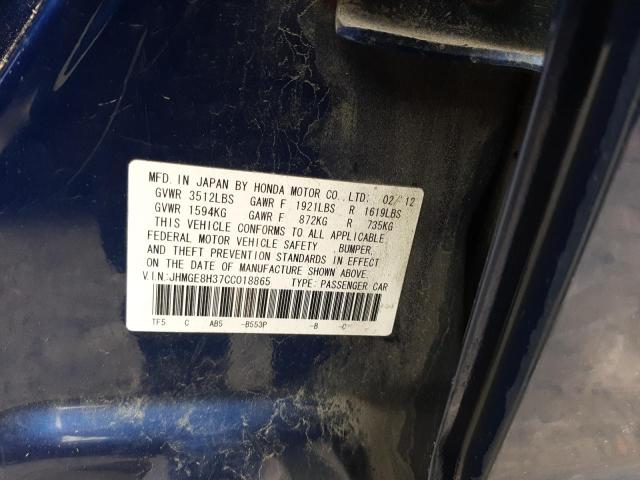 MFD. IN JAPAN BY HONDA MOTOR CO., LTD. 02/12
GVWR 3512LBS GAWR F 1921LBS R 1619LBS
GVWR 1594KG GAWR F 872KG R 735KG
THIS VEHICLE CONFORMS TO ALL APPLICABLE
FEDERAL MOTOR VEHICLE SAFETY, BUMPER,
AND THEFT PREVENTION STANDARDS IN EFFECT
ON THE DATE OF MANUFACTURE SHOWN ABOVE.
V.I.N:JHMGE8H37CC018865 TYPE: PASSENGER CAR
TF5 C AB5 -B553P -B -C